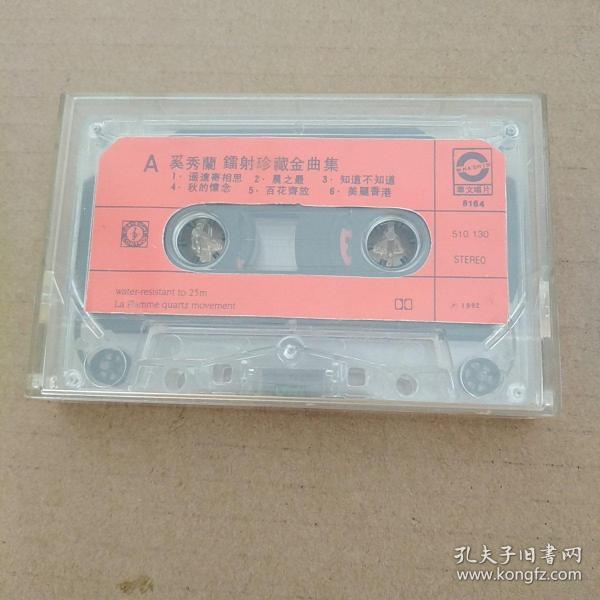 A 奚秀蘭 鐳射珍藏金曲集
1·遥遠寄相思 2·晨之最 3·知道不知道
4·秋的懷念 5·百花齊放 6·美麗香港
華文唱片
8164
510 130
STEREO
water-resistant to 25m
La Flamme quartz movement
℗ 1992
孔夫子旧书网
www.kongfz.com